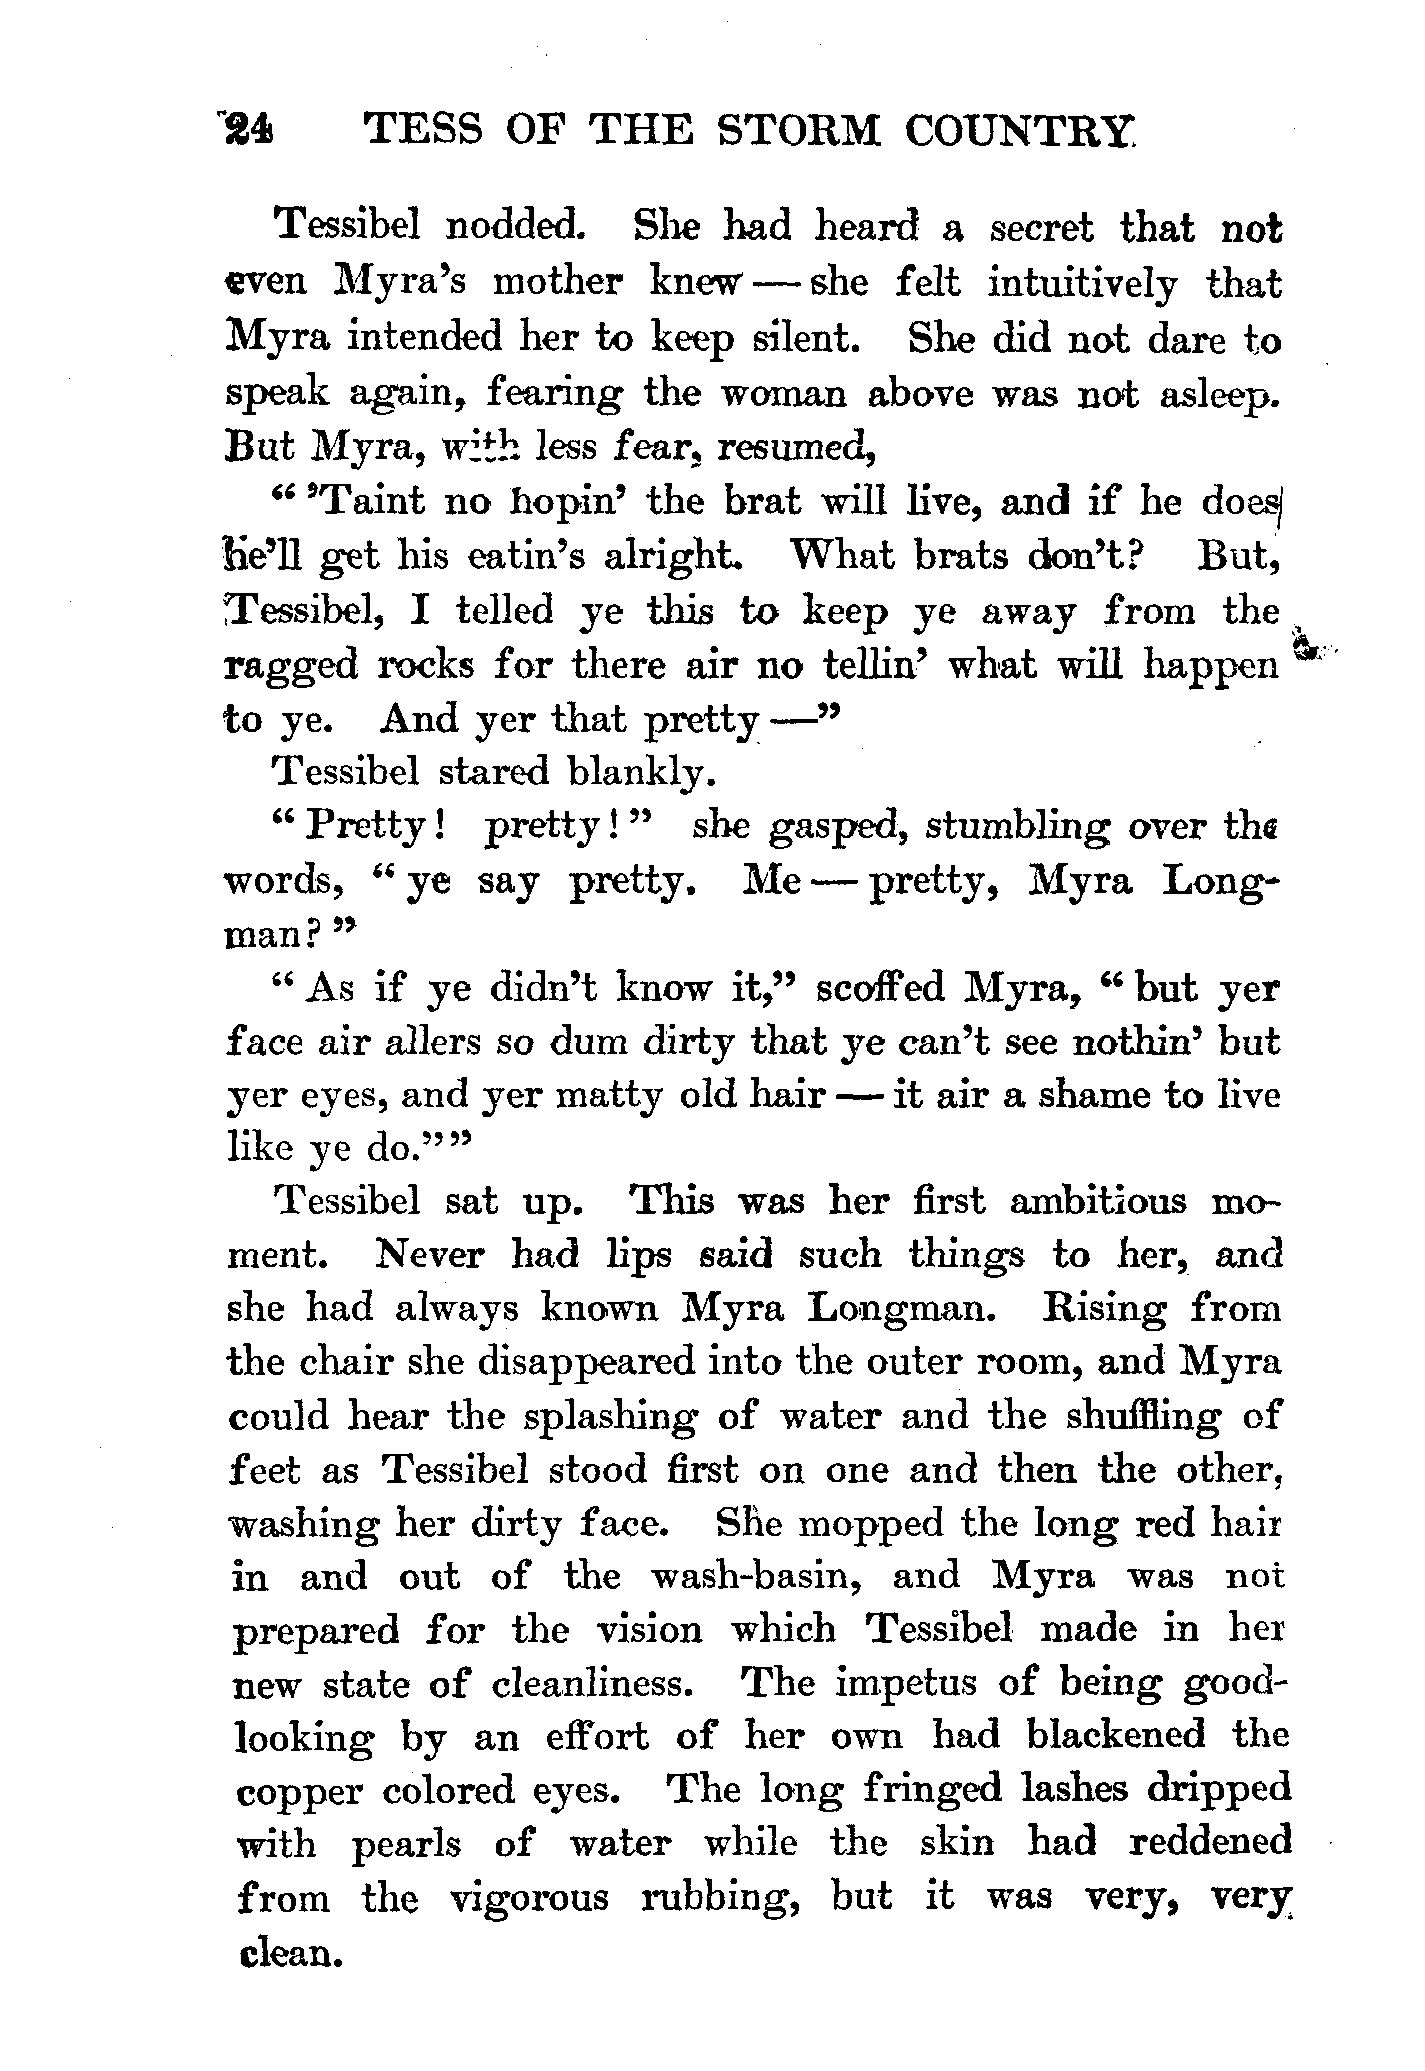 24 TESS OF THE STORM COUNTRY
Tessibel nodded. She had heard a secret that not
even Myra's mother knew — she felt intuitively that
Myra intended her to keep silent. She did not dare to
speak again, fearing the woman above was not asleep.
But Myra, with less fear, resumed,
" 'Taint no hopin' the brat will live, and if he does
he'll get his eatin's alright. What brats don't? But,
Tessibel, I telled ye this to keep ye away from the
ragged rocks for there air no tellin' what will happen
to ye. And yer that pretty —"
Tessibel stared blankly.
" Pretty! pretty! " she gasped, stumbling over the
words, " ye say pretty. Me — pretty, Myra Long-
man? "
" As if ye didn't know it," scoffed Myra, " but yer
face air allers so dum dirty that ye can't see nothin' but
yer eyes, and yer matty old hair — it air a shame to live
like ye do.""
Tessibel sat up. This was her first ambitious mo-
ment. Never had lips said such things to her, and
she had always known Myra Longman. Rising from
the chair she disappeared into the outer room, and Myra
could hear the splashing of water and the shuffling of
feet as Tessibel stood first on one and then the other,
washing her dirty face. She mopped the long red hair
in and out of the wash-basin, and Myra was not
prepared for the vision which Tessibel made in her
new state of cleanliness. The impetus of being good-
looking by an effort of her own had blackened the
copper colored eyes. The long fringed lashes dripped
with pearls of water while the skin had reddened
from the vigorous rubbing, but it was very, very
clean.